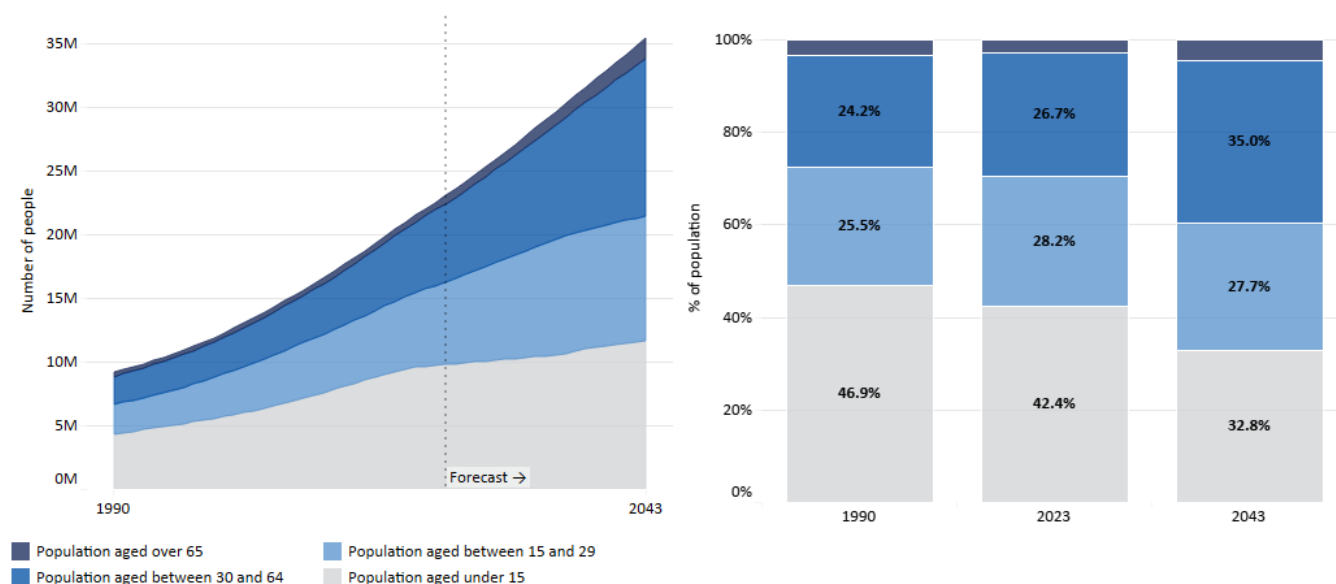 35M
30M
25M
20M
15M
10M
5M
0M
Number of people
Forecast →
1990
2043
100%
80%
60%
40%
20%
0%
% of population
24.2%
25.5%
46.9%
26.7%
28.2%
42.4%
35.0%
27.7%
32.8%
1990
2023
2043
Population aged over 65
Population aged between 15 and 29
Population aged between 30 and 64
Population aged under 15